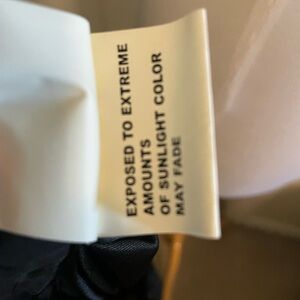 EXPOSED TO EXTREME
AMOUNTS
OF SUNLIGHT COLOR
MAY FADE